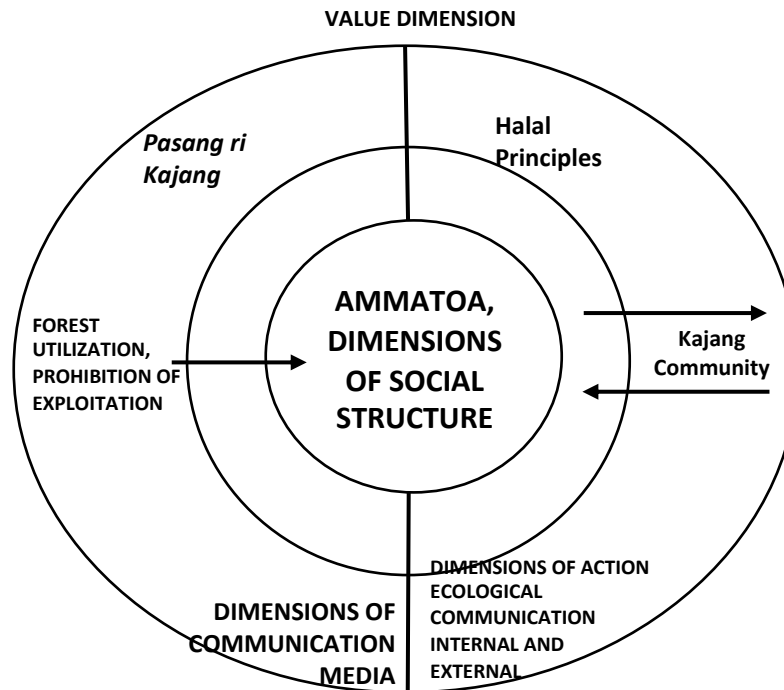 VALUE DIMENSION
Pasang ri
Kajang
Halal
Principles
AMMATOA,
DIMENSIONS
OF SOCIAL
STRUCTURE
FOREST
UTILIZATION,
PROHIBITION OF
EXPLOITATION
Kajang
Community
DIMENSIONS OF
COMMUNICATION
MEDIA
DIMENSIONS OF ACTION
ECOLOGICAL
COMMUNICATION
INTERNAL AND
EXTERNAL